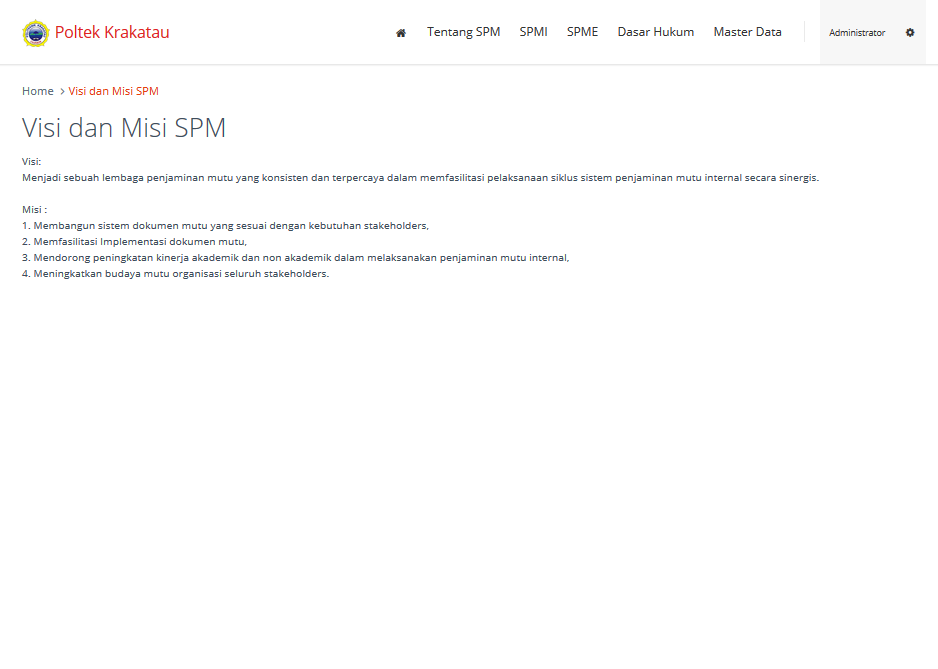 Poltek Krakatau
Tentang SPM SPMI SPME Dasar Hukum Master Data Administrator
Home > Visi dan Misi SPM
Visi dan Misi SPM
Visi:
Menjadi sebuah lembaga penjaminan mutu yang konsisten dan terpercaya dalam memfasilitasi pelaksanaan siklus sistem penjaminan mutu internal secara sinergis.
Misi :
1. Membangun sistem dokumen mutu yang sesuai dengan kebutuhan stakeholders,
2. Memfasilitasi Implementasi dokumen mutu,
3. Mendorong peningkatan kinerja akademik dan non akademik dalam melaksanakan penjaminan mutu internal,
4. Meningkatkan budaya mutu organisasi seluruh stakeholders.